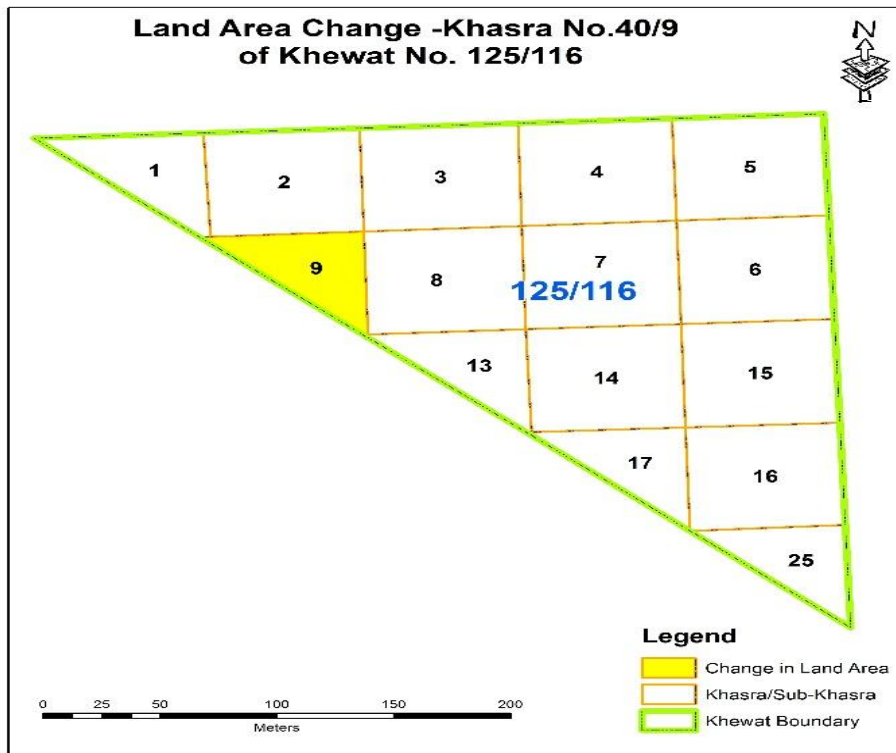 Land Area Change -Khasra No.40/9
of Khewat No. 125/116
N
1
2
3
4
5
9
8
7
6
125/116
13
14
15
17
16
25
Legend
Change in Land Area
Khasra/Sub-Khasra
Khewat Boundary
0 25 50 100 150 200
Meters